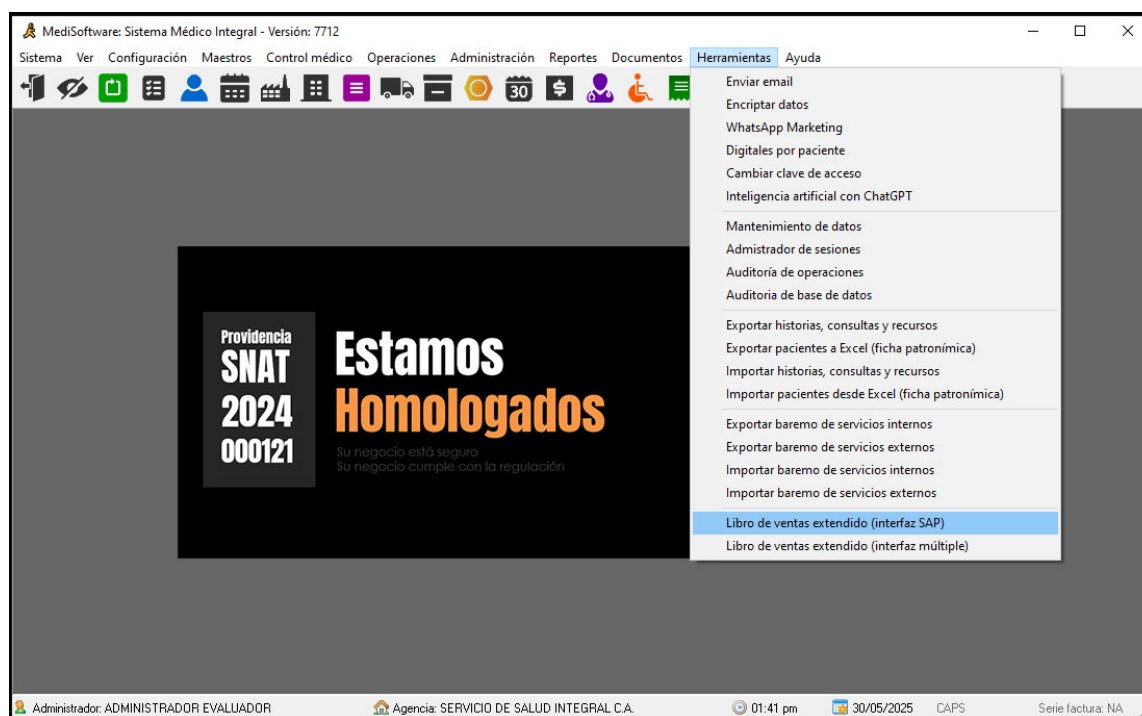 MediSoftware: Sistema Médico Integral - Versión: 7712
Sistema Ver Configuración Maestros Control médico Operaciones Administración Reportes Documentos Herramientas Ayuda
30
Enviar email
Encriptar datos
WhatsApp Marketing
Digitales por paciente
Cambiar clave de acceso
Inteligencia artificial con ChatGPT
Mantenimiento de datos
Admistrador de sesiones
Auditoría de operaciones
Auditoria de base de datos
Exportar historias, consultas y recursos
Exportar pacientes a Excel (ficha patronímica)
Importar historias, consultas y recursos
Importar pacientes desde Excel (ficha patronímica)
Exportar baremo de servicios internos
Exportar baremo de servicios externos
Importar baremo de servicios internos
Importar baremo de servicios externos
Libro de ventas extendido (interfaz SAP)
Libro de ventas extendido (interfaz múltiple)
Providencia
SNAT
2024
000121
Estamos
Homologados
Su negocio está seguro
Su negocio cumple con la regulación
Administrador: ADMINISTRADOR EVALUADOR Agencia: SERVICIO DE SALUD INTEGRAL C.A. 01:41 pm 30/05/2025 CAPS Serie factura: NA